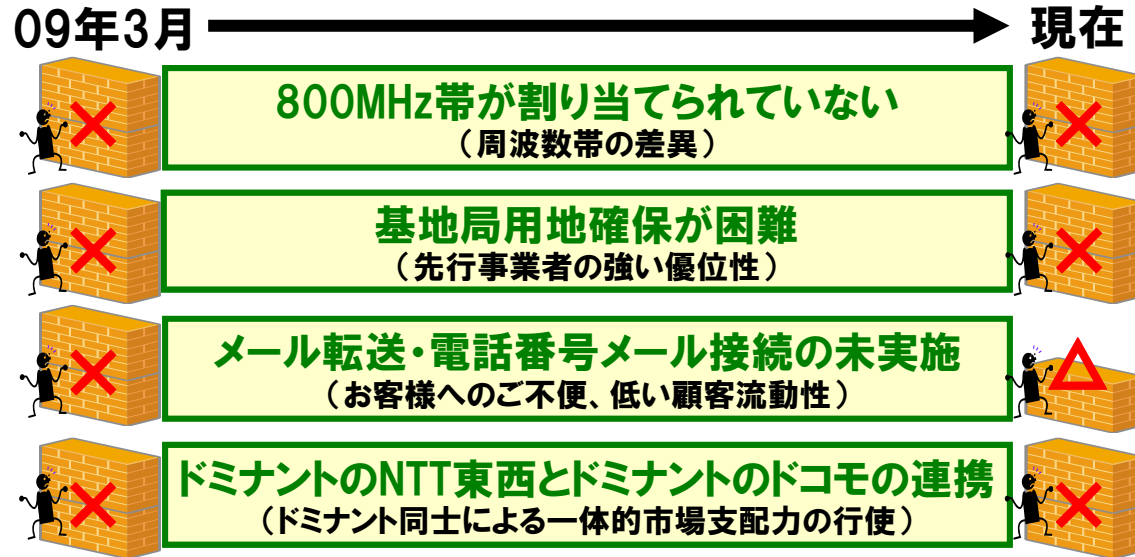 09年3月
現在
800MHz帯が割り当てられていない
（周波数帯の差異）
基地局用地確保が困難
（先行事業者の強い優位性）
メール転送・電話番号メール接続の未実施
（お客様へのご不便、低い顧客流動性）
ドミナントのNTT東西とドミナントのドコモの連携
（ドミナント同士による一体的市場支配力の行使）